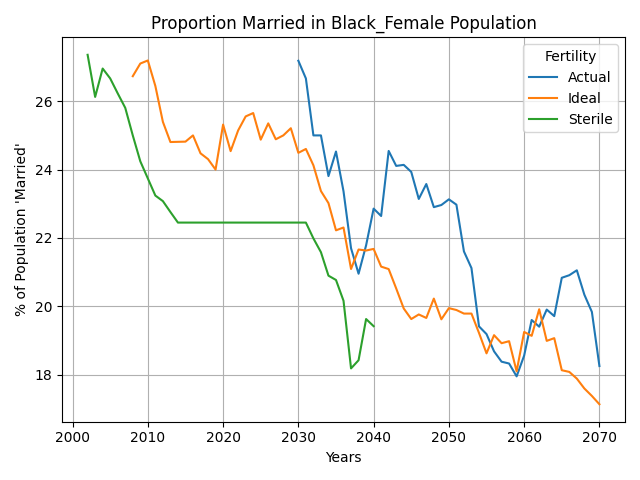 Proportion Married in Black_Female Population
% of Population 'Married'
26
24
22
20
18
Fertility
Actual
Ideal
Sterile
2000 2010 2020 2030 2040 2050 2060 2070
Years